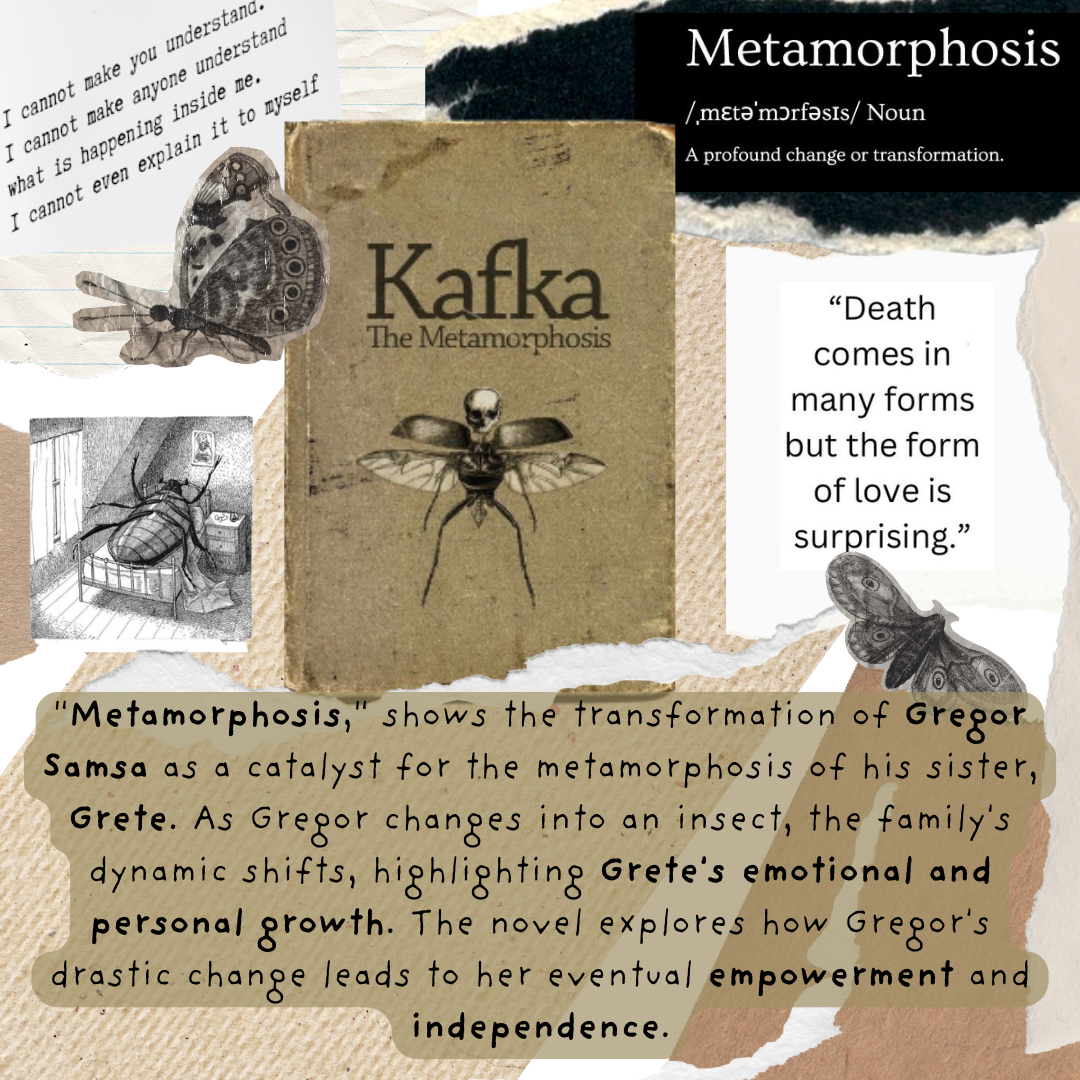 I cannot make you understand.
I cannot make anyone understand
what is happening inside me.
I cannot even explain it to myself
Metamorphosis
/ˌmɛtəˈmɔrfəsɪs/ Noun
A profound change or transformation.
Kafka
The Metamorphosis
“Death
comes in
many forms
but the form
of love is
surprising.”
"Metamorphosis," shows the transformation of Gregor
Samsa as a catalyst for the metamorphosis of his sister,
Grete. As Gregor changes into an insect, the family's
dynamic shifts, highlighting Grete's emotional and
personal growth. The novel explores how Gregor's
drastic change leads to her eventual empowerment and
independence.